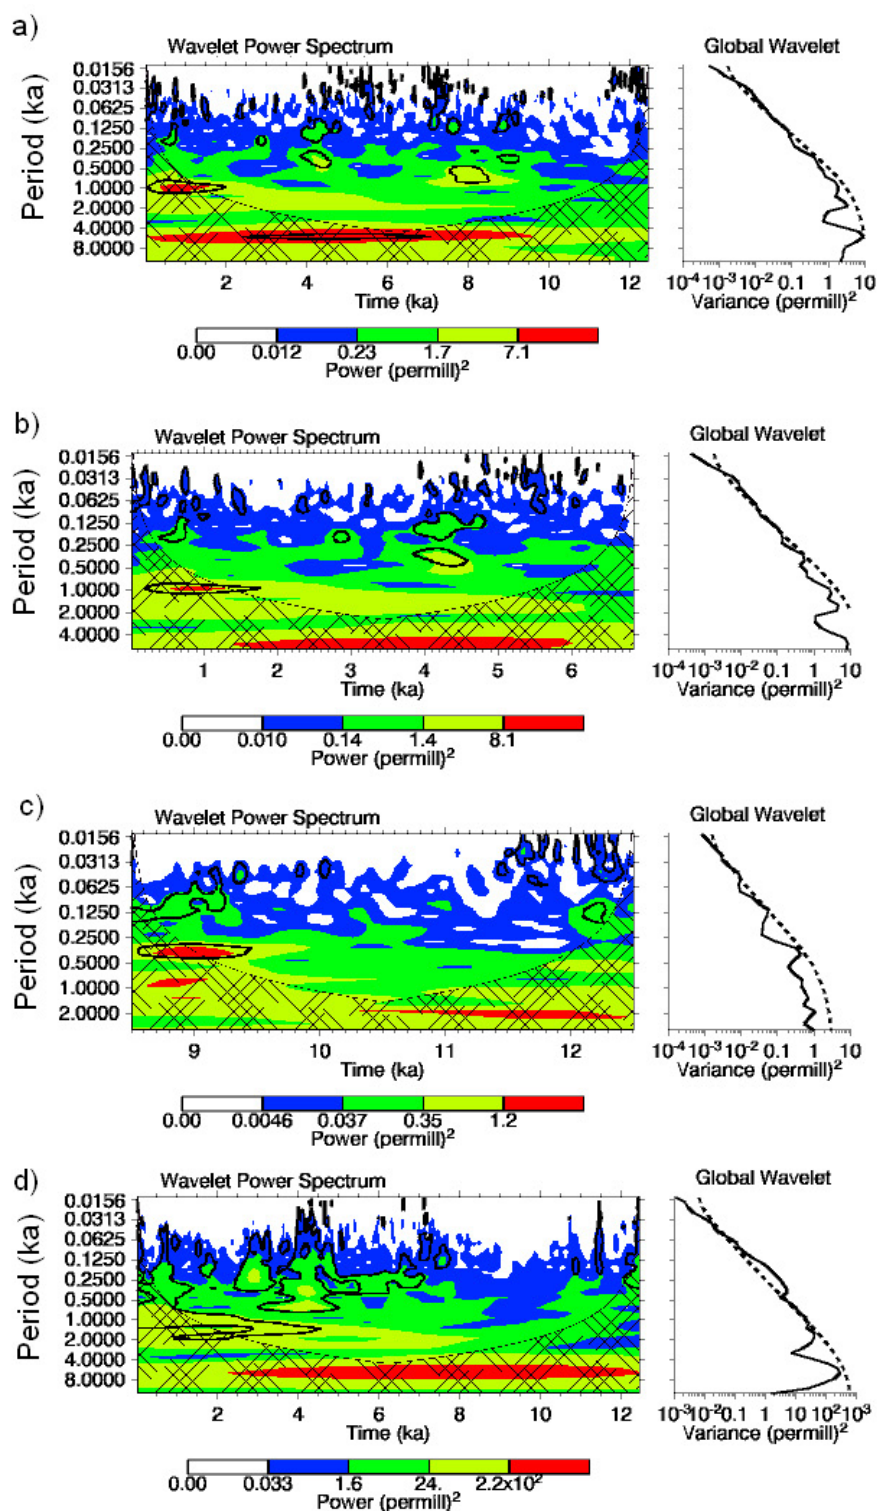 a)
Wavelet Power Spectrum
Global Wavelet
Period (ka)
0.0156
0.0313
0.0625
0.1250
0.2500
0.5000
1.0000
2.0000
4.0000
8.0000
2 4 6 8 10 12
Time (ka)
10⁻⁴ 10⁻³ 10⁻² 0.1 1 10
Variance (permill)²
0.00 0.012 0.23 1.7 7.1
Power (permill)²
b)
Wavelet Power Spectrum
Global Wavelet
Period (ka)
0.0156
0.0313
0.0625
0.1250
0.2500
0.5000
1.0000
2.0000
4.0000
1 2 3 4 5 6
Time (ka)
10⁻⁴ 10⁻³ 10⁻² 0.1 1 10
Variance (permill)²
0.00 0.010 0.14 1.4 8.1
Power (permill)²
c)
Wavelet Power Spectrum
Global Wavelet
Period (ka)
0.0156
0.0313
0.0625
0.1250
0.2500
0.5000
1.0000
2.0000
9 10 11 12
Time (ka)
10⁻⁴ 10⁻³ 10⁻² 0.1 1 10
Variance (permill)²
0.00 0.0046 0.037 0.35 1.2
Power (permill)²
d)
Wavelet Power Spectrum
Global Wavelet
Period (ka)
0.0156
0.0313
0.0625
0.1250
0.2500
0.5000
1.0000
2.0000
4.0000
8.0000
2 4 6 8 10 12
Time (ka)
10⁻³ 10⁻² 0.1 1 10 10² 10³
Variance (permill)²
0.00 0.033 1.6 24. 2.2x10²
Power (permill)²